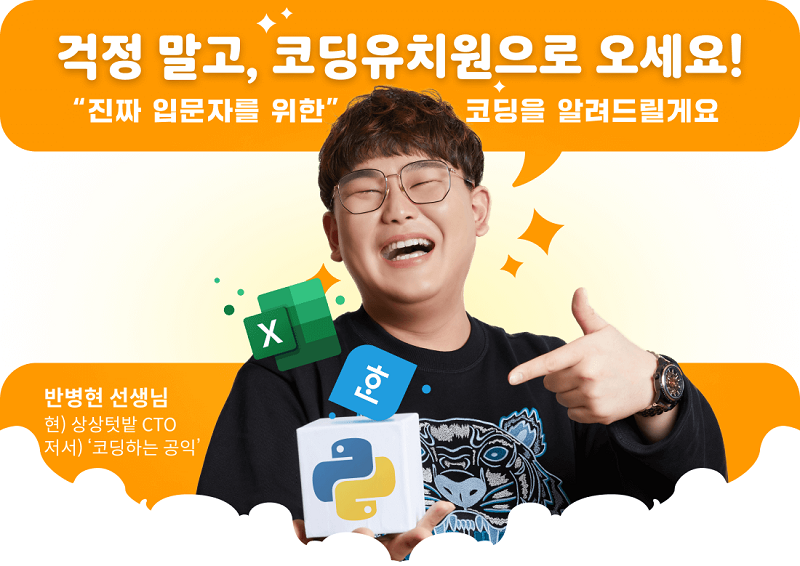 걱정 말고, 코딩유치원으로 오세요!
“진짜 입문자를 위한” 코딩을 알려드릴게요
X
한
반병현 선생님
현) 상상텃밭 CTO
저서) ‘코딩하는 공익’